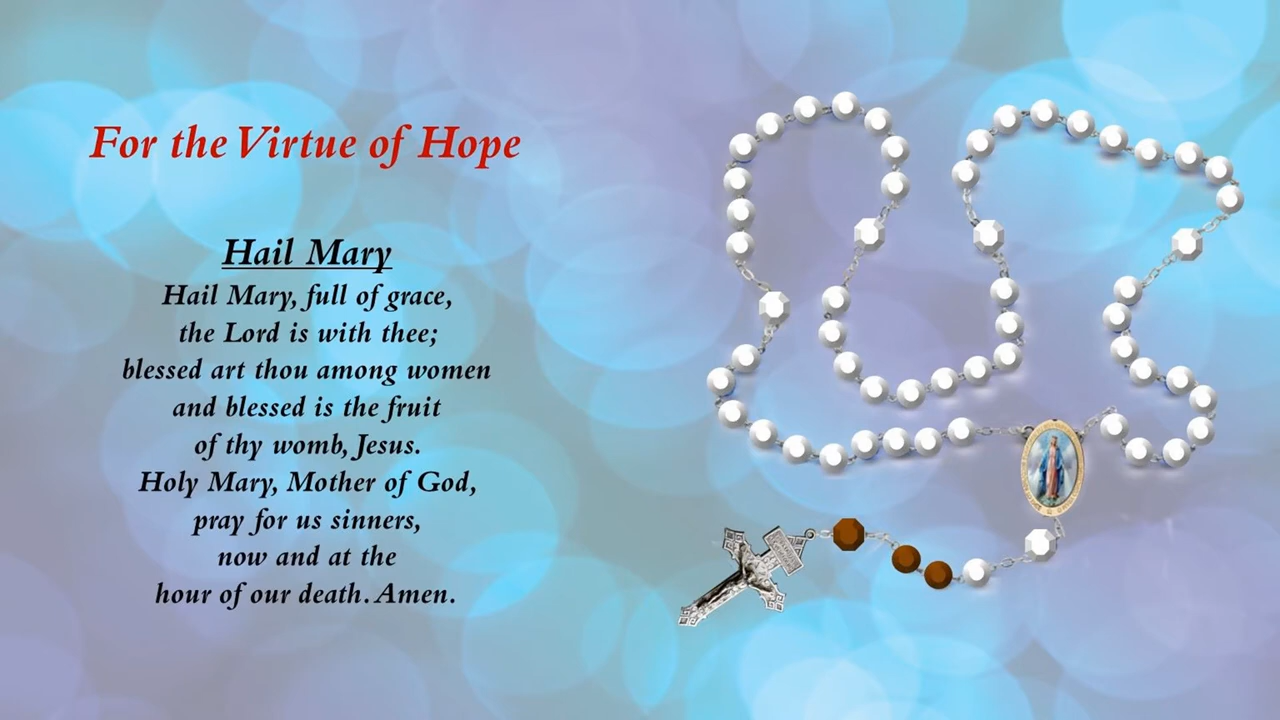 For the Virtue of Hope
Hail Mary
Hail Mary, full of grace,
the Lord is with thee;
blessed art thou among women
and blessed is the fruit
of thy womb, Jesus.
Holy Mary, Mother of God,
pray for us sinners,
now and at the
hour of our death. Amen.